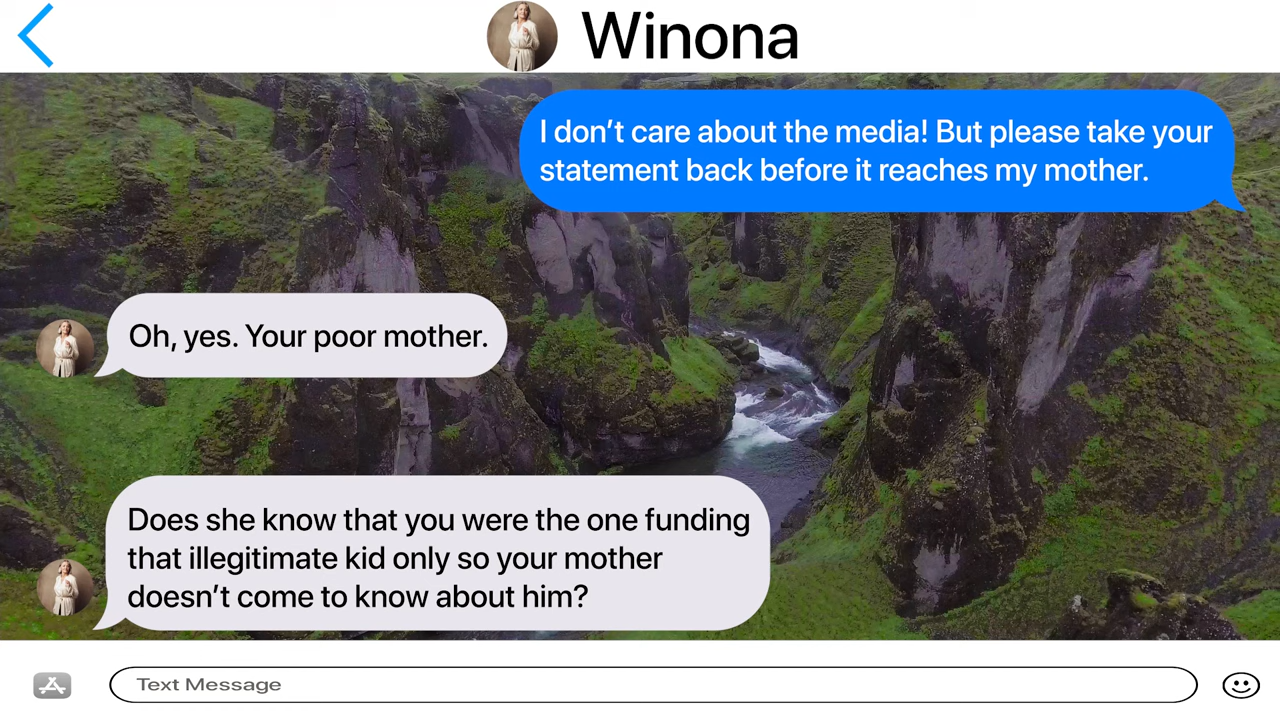 Winona
I don’t care about the media! But please take your
statement back before it reaches my mother.
Oh, yes. Your poor mother.
Does she know that you were the one funding
that illegitimate kid only so your mother
doesn’t come to know about him?
Text Message